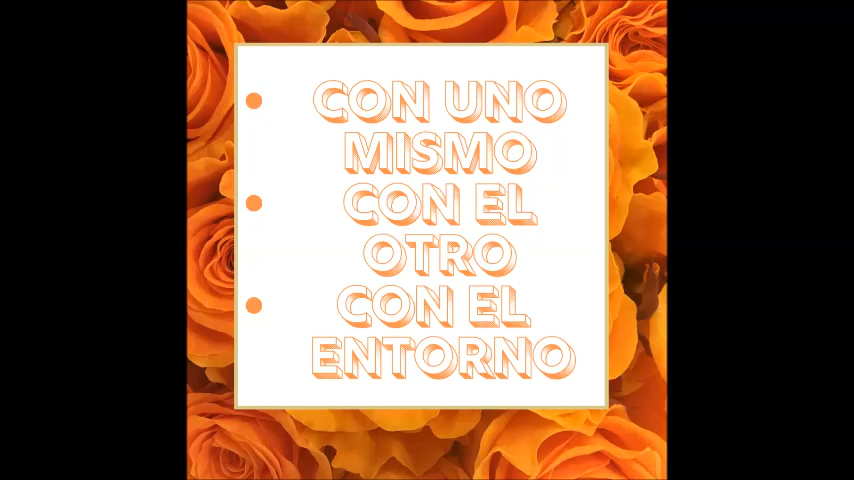 CON UNO
MISMO
CON EL
OTRO
CON EL
ENTORNO